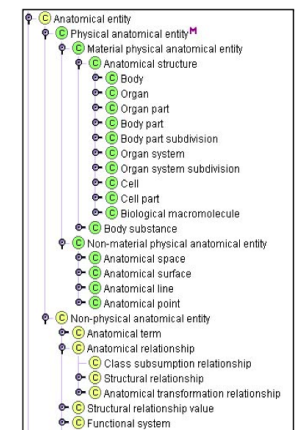 C Anatomical entity
C Physical anatomical entity M
C Material physical anatomical entity
C Anatomical structure
C Body
C Organ
C Organ part
C Body part
C Body part subdivision
C Organ system
C Organ system subdivision
C Cell
C Cell part
C Biological macromolecule
C Body substance
C Non-material physical anatomical entity
C Anatomical space
C Anatomical surface
C Anatomical line
C Anatomical point
C Non-physical anatomical entity
C Anatomical term
C Anatomical relationship
C Class subsumption relationship
C Structural relationship
C Anatomical transformation relationship
C Structural relationship value
C Functional system